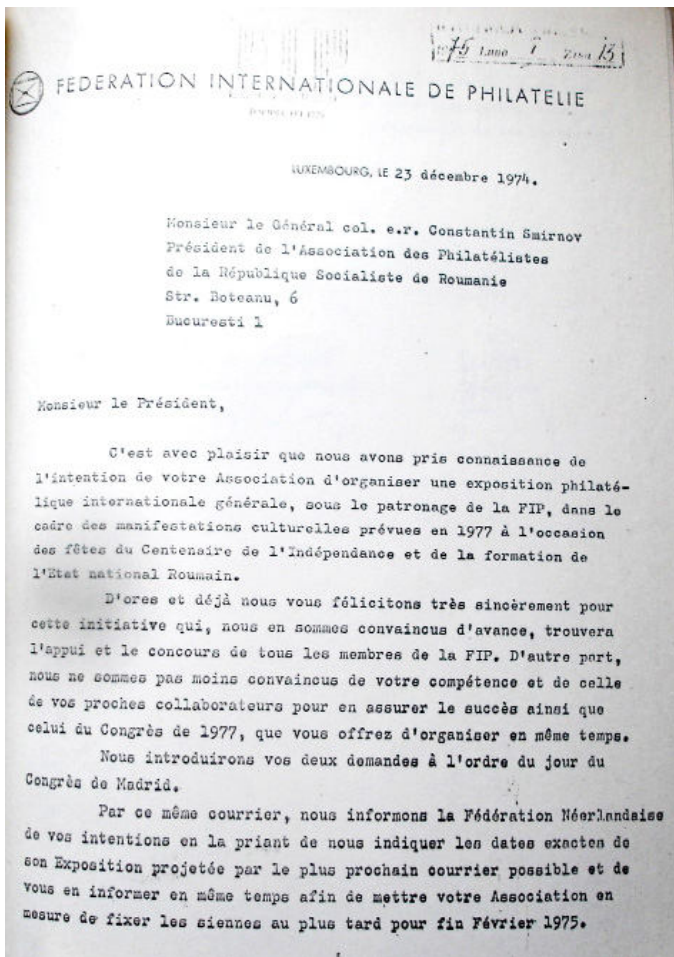 1975 Luna 1 Ziua 13
FEDERATION INTERNATIONALE DE PHILATELIE
LUXEMBOURG, LE 23 décembre 1974.
Monsieur le Général col. e.r. Constantin Smirnov
Président de l'Association des Philatélistes
de la République Socialiste de Roumanie
Str. Boteanu, 6
Bucuresti 1
Monsieur le Président,
C'est avec plaisir que nous avons pris connaissance de
l'intention de votre Association d'organiser une exposition philaté-
lique internationale générale, sous le patronage de la FIP, dans le
cadre des manifestations culturelles prévues en 1977 à l'occasion
des fêtes du Centenaire de l'Indépendance et de la formation de
l'Etat national Roumain.
D'ores et déjà nous vous félicitons très sincèrement pour
cette initiative qui, nous en sommes convaincus d'avance, trouvera
l'appui et le concours de tous les membres de la FIP. D'autre part,
nous ne sommes pas moins convaincus de votre compétence et de celle
de vos proches collaborateurs pour en assurer le succès ainsi que
celui du Congrès de 1977, que vous offrez d'organiser en même temps.
Nous introduirons vos deux demandes à l'ordre du jour du
Congrès de Madrid.
Par ce même courrier, nous informons la Fédération Néerlandaise
de vos intentions en la priant de nous indiquer les dates exactes de
son Exposition projetée par le plus prochain courrier possible et de
vous en informer en même temps afin de mettre votre Association en
mesure de fixer les siennes au plus tard pour fin Février 1975.